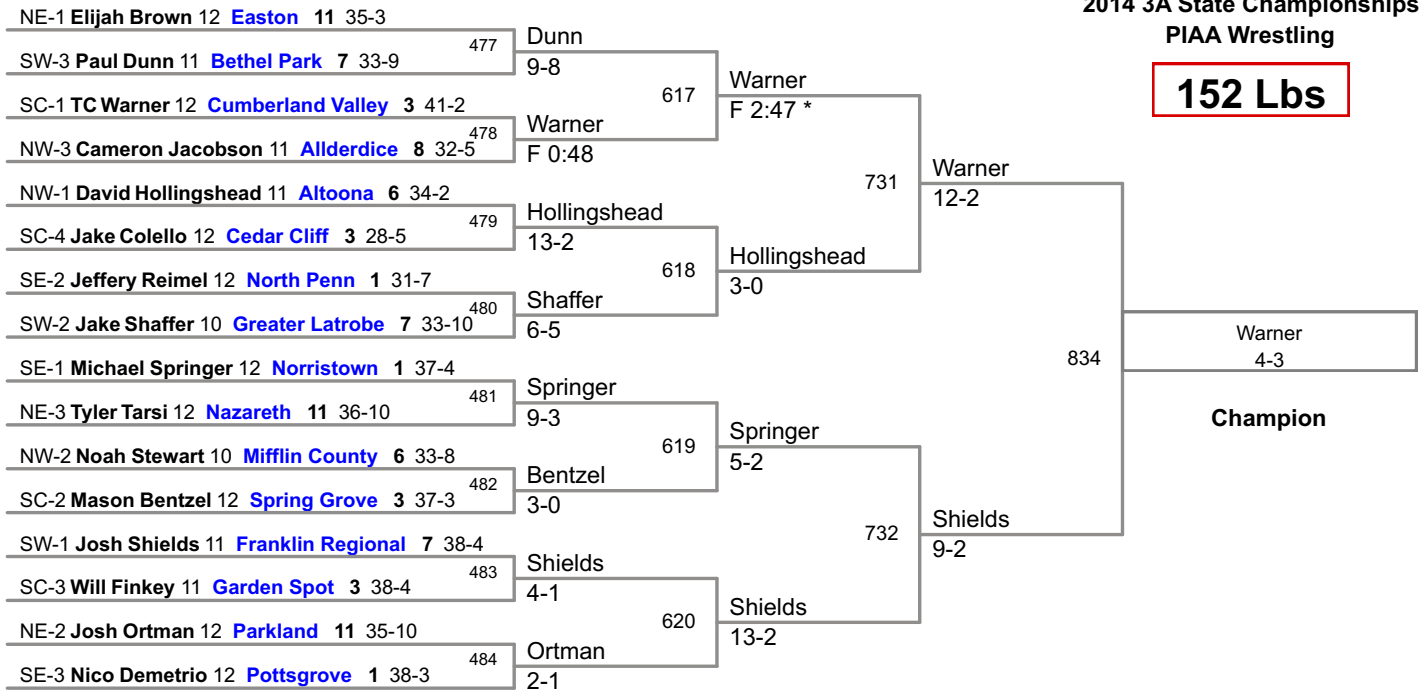 2014 3A State Championships
PIAA Wrestling
152 Lbs
NE-1 Elijah Brown 12 Easton 11 35-3
477
Dunn
9-8
SW-3 Paul Dunn 11 Bethel Park 7 33-9
617
Warner
F 2:47 *
SC-1 TC Warner 12 Cumberland Valley 3 41-2
478
Warner
F 0:48
NW-3 Cameron Jacobson 11 Allderdice 8 32-5
731
Warner
12-2
NW-1 David Hollingshead 11 Altoona 6 34-2
479
Hollingshead
13-2
SC-4 Jake Colello 12 Cedar Cliff 3 28-5
618
Hollingshead
3-0
SE-2 Jeffery Reimel 12 North Penn 1 31-7
480
Shaffer
6-5
SW-2 Jake Shaffer 10 Greater Latrobe 7 33-10
834
Warner
4-3
Champion
SE-1 Michael Springer 12 Norristown 1 37-4
481
Springer
9-3
NE-3 Tyler Tarsi 12 Nazareth 11 36-10
619
Springer
5-2
NW-2 Noah Stewart 10 Mifflin County 6 33-8
482
Bentzel
3-0
SC-2 Mason Bentzel 12 Spring Grove 3 37-3
732
Shields
9-2
SW-1 Josh Shields 11 Franklin Regional 7 38-4
483
Shields
4-1
SC-3 Will Finkey 11 Garden Spot 3 38-4
620
Shields
13-2
NE-2 Josh Ortman 12 Parkland 11 35-10
484
Ortman
2-1
SE-3 Nico Demetrio 12 Pottsgrove 1 38-3